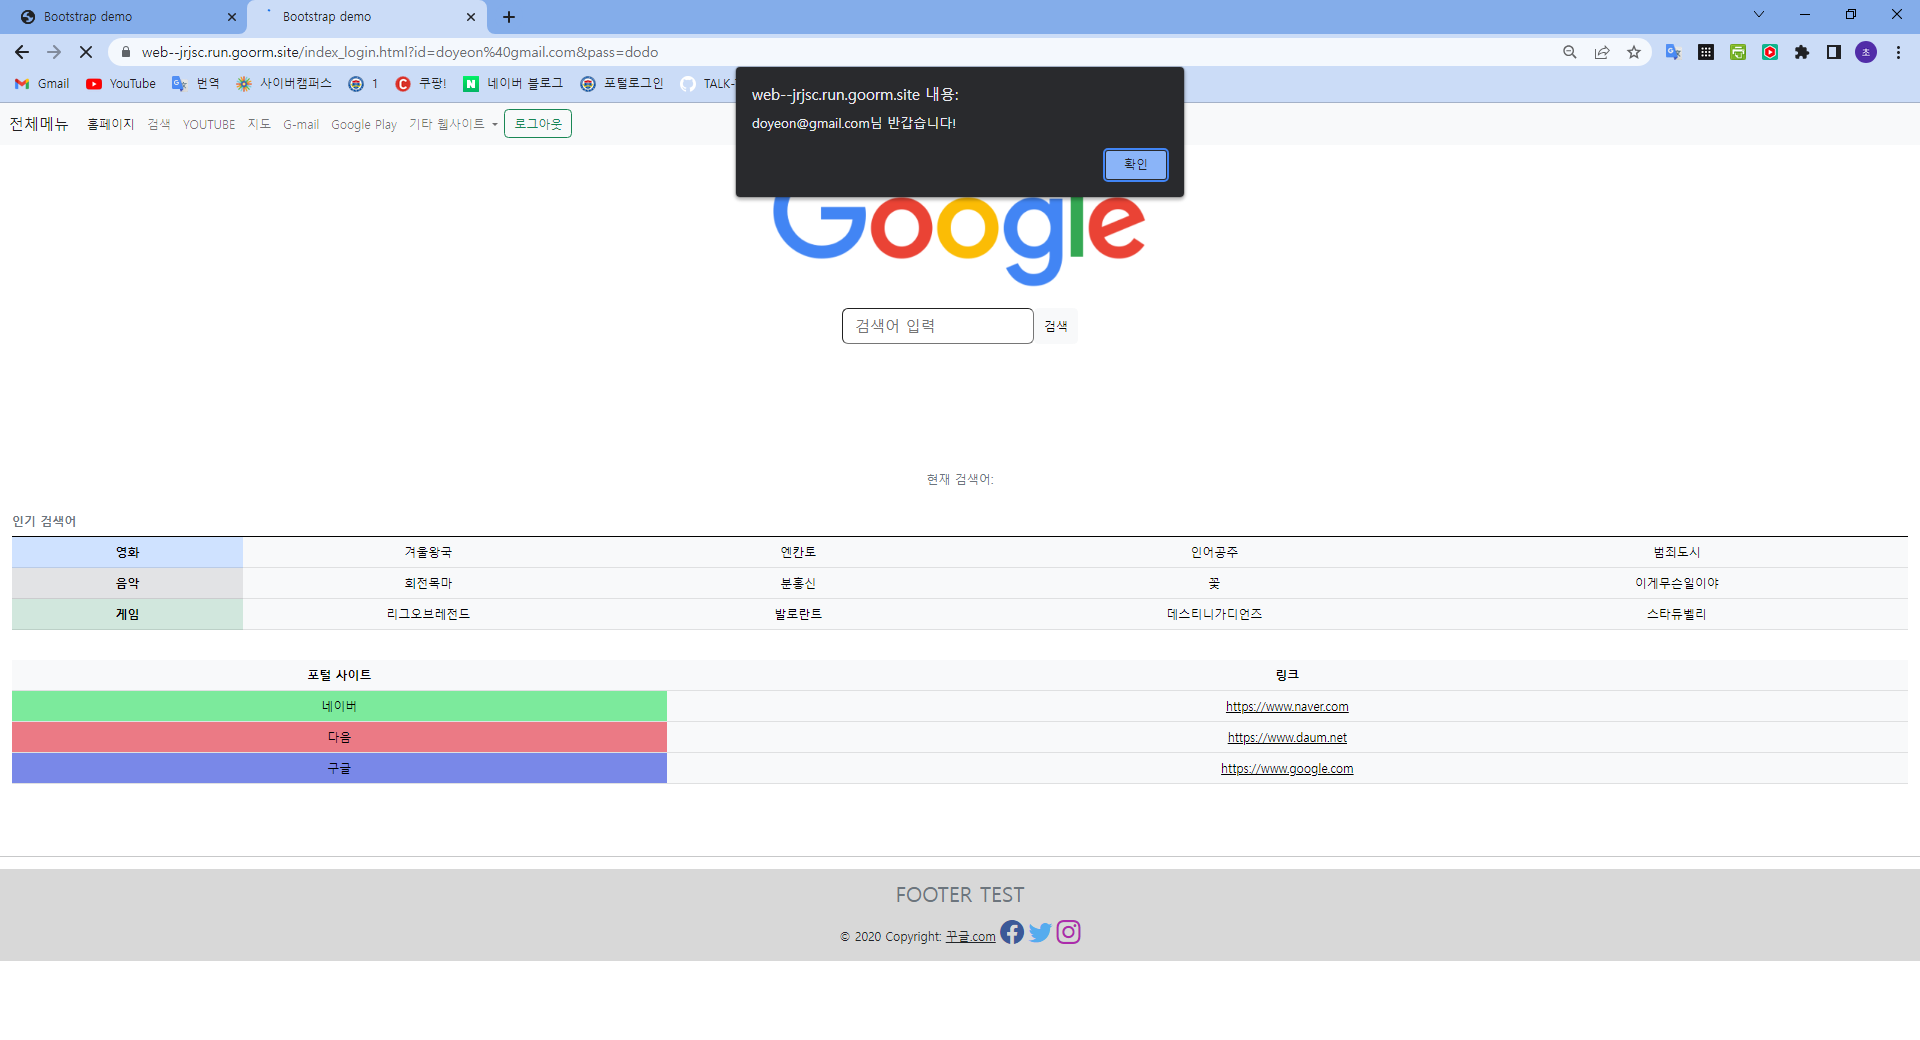 Bootstrap demo
Bootstrap demo
web--jrjsc.run.goorm.site/index_login.html?id=doyeon%40gmail.com&pass=dodo
초
Gmail YouTube 번역 사이버캠퍼스 1 쿠팡! 네이버 블로그 포털로그인
web--jrjsc.run.goorm.site 내용:
doyeon@gmail.com님 반갑습니다!
확인
전체메뉴 홈페이지 검색 YOUTUBE 지도 G-mail Google Play 기타 웹사이트 로그아웃
Google
검색어 입력 검색
현재 검색어:
인기 검색어
영화 겨울왕국 엔칸토 인어공주 범죄도시
음악 회전목마 분홍신 꽃 이게무슨일이야
게임 리그오브레전드 발로란트 데스티니가디언즈 스타듀벨리
포털 사이트 링크
네이버 https://www.naver.com
다음 https://www.daum.net
구글 https://www.google.com
FOOTER TEST
© 2020 Copyright: 꾸글.com